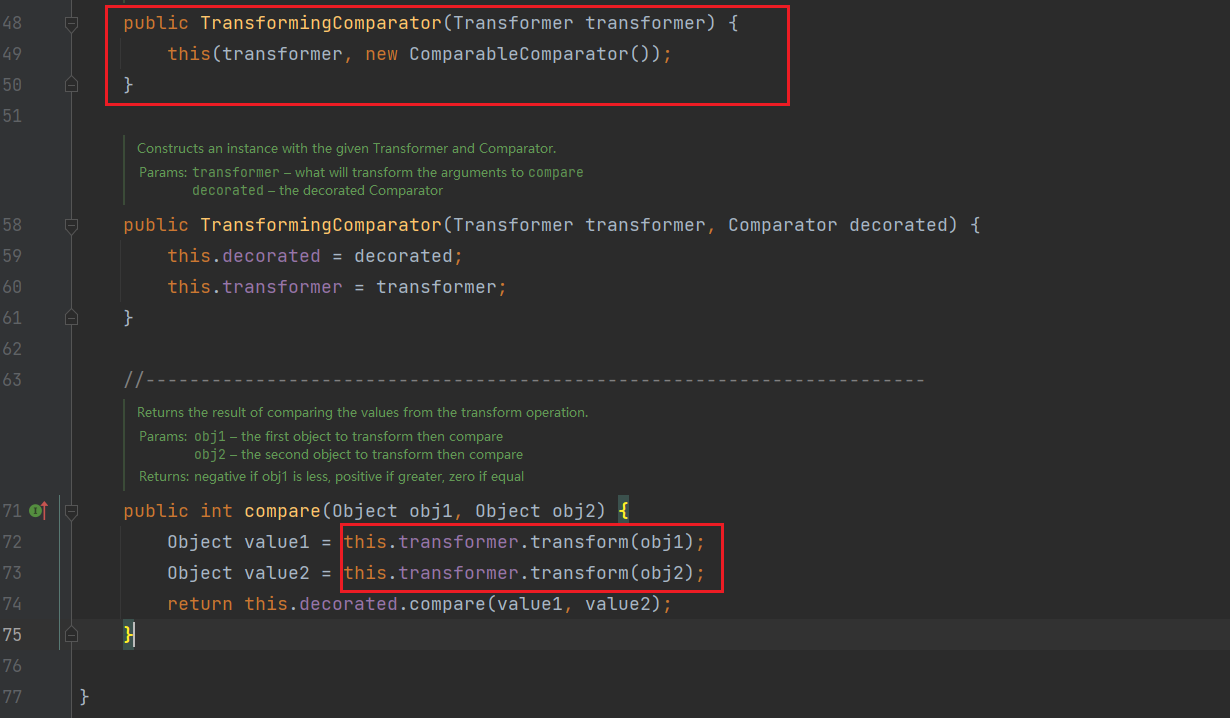 48 public TransformingComparator(Transformer transformer) {
49 this(transformer, new ComparableComparator());
50 }
51
Constructs an instance with the given Transformer and Comparator.
Params: transformer – what will transform the arguments to compare
decorated – the decorated Comparator
58 public TransformingComparator(Transformer transformer, Comparator decorated) {
59 this.decorated = decorated;
60 this.transformer = transformer;
61 }
62
63 //-----------------------------------------------------------------------
Returns the result of comparing the values from the transform operation.
Params: obj1 – the first object to transform then compare
obj2 – the second object to transform then compare
Returns: negative if obj1 is less, positive if greater, zero if equal
71 public int compare(Object obj1, Object obj2) {
72 Object value1 = this.transformer.transform(obj1);
73 Object value2 = this.transformer.transform(obj2);
74 return this.decorated.compare(value1, value2);
75 }
76
77 }